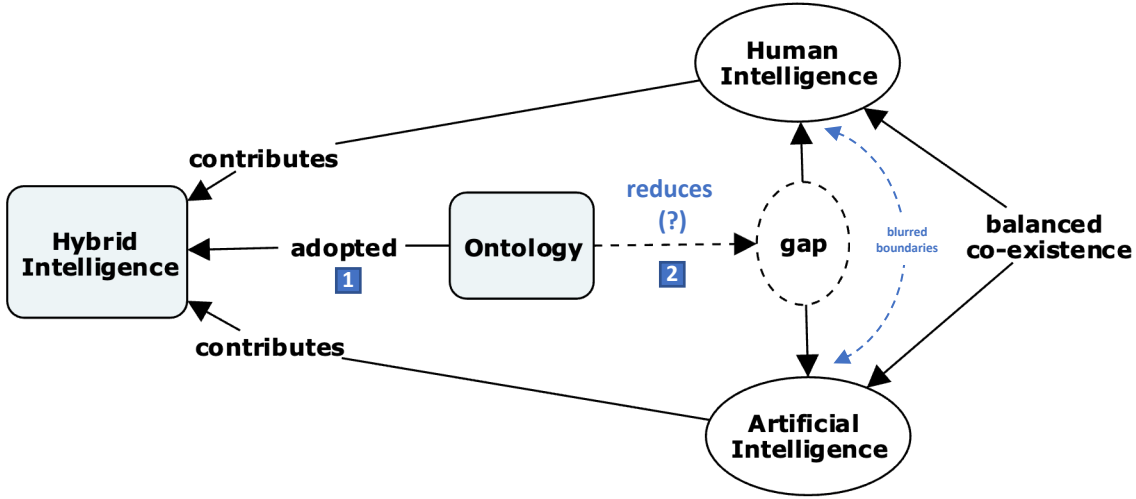 Human
Intelligence
contributes
Hybrid
Intelligence
adopted
1
Ontology
reduces
(?)
2
gap
blurred
boundaries
balanced
co-existence
contributes
Artificial
Intelligence